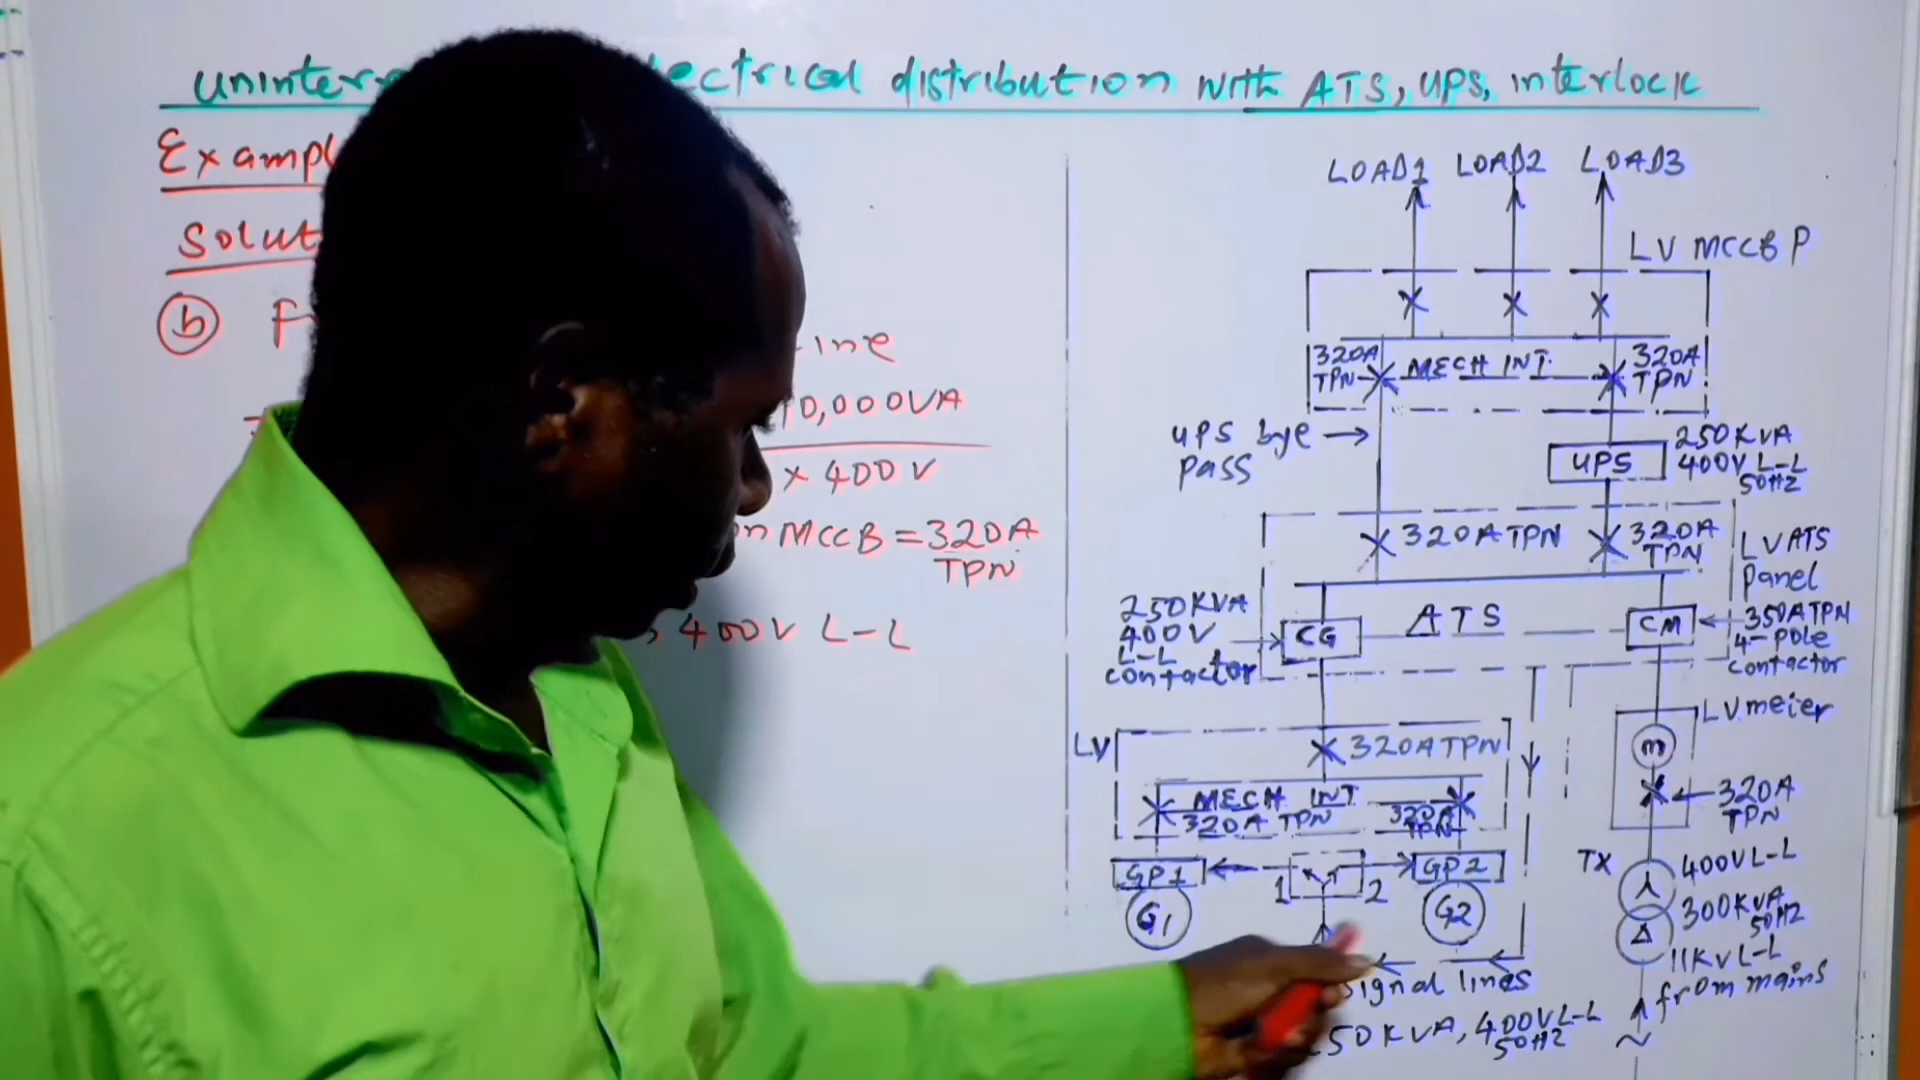 distribution with ATS, UPS, interlock
LOAD1 LOAD2 LOAD3
LV MCCB P
b
ine
320A
TPN
MECH INT.
320A
TPN
0,000VA
UPS bye
pass
250KVA
400V L-L
50HZ
UPS
x 400V
MCCB = 320A
TPN
320A TPN
320A
TPN
LV ATS
Panel
400V L-L
250KVA
400V
L-L
contactor
CG
ATS
CM
350A TPN
4-pole
contactor
LV meier
LV
320A TPN
m
MECH INT
320A TPN
320A
TPN
320A
TPN
GP1
1
2
GP2
G1
G2
TX
400V L-L
300KVA
50HZ
11KV L-L
from mains
signal lines
50KVA, 400V L-L
50HZ